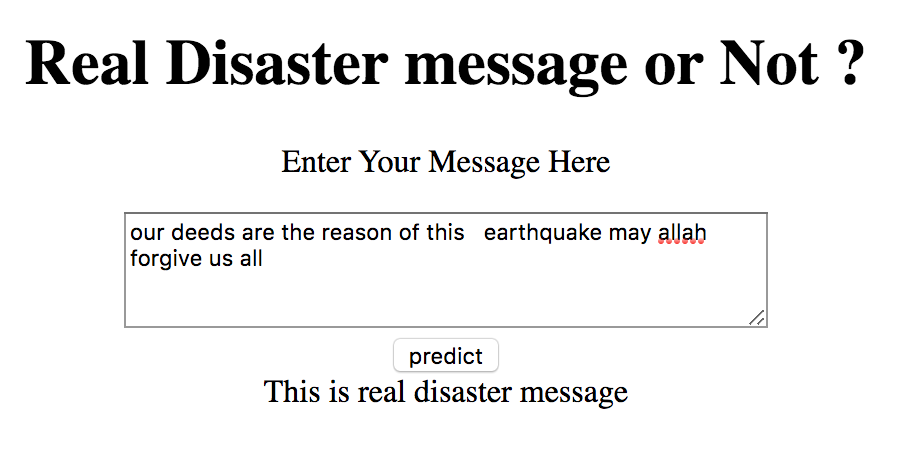 Real Disaster message or Not ?
Enter Your Message Here
our deeds are the reason of this   earthquake may allah
forgive us all
predict
This is real disaster message